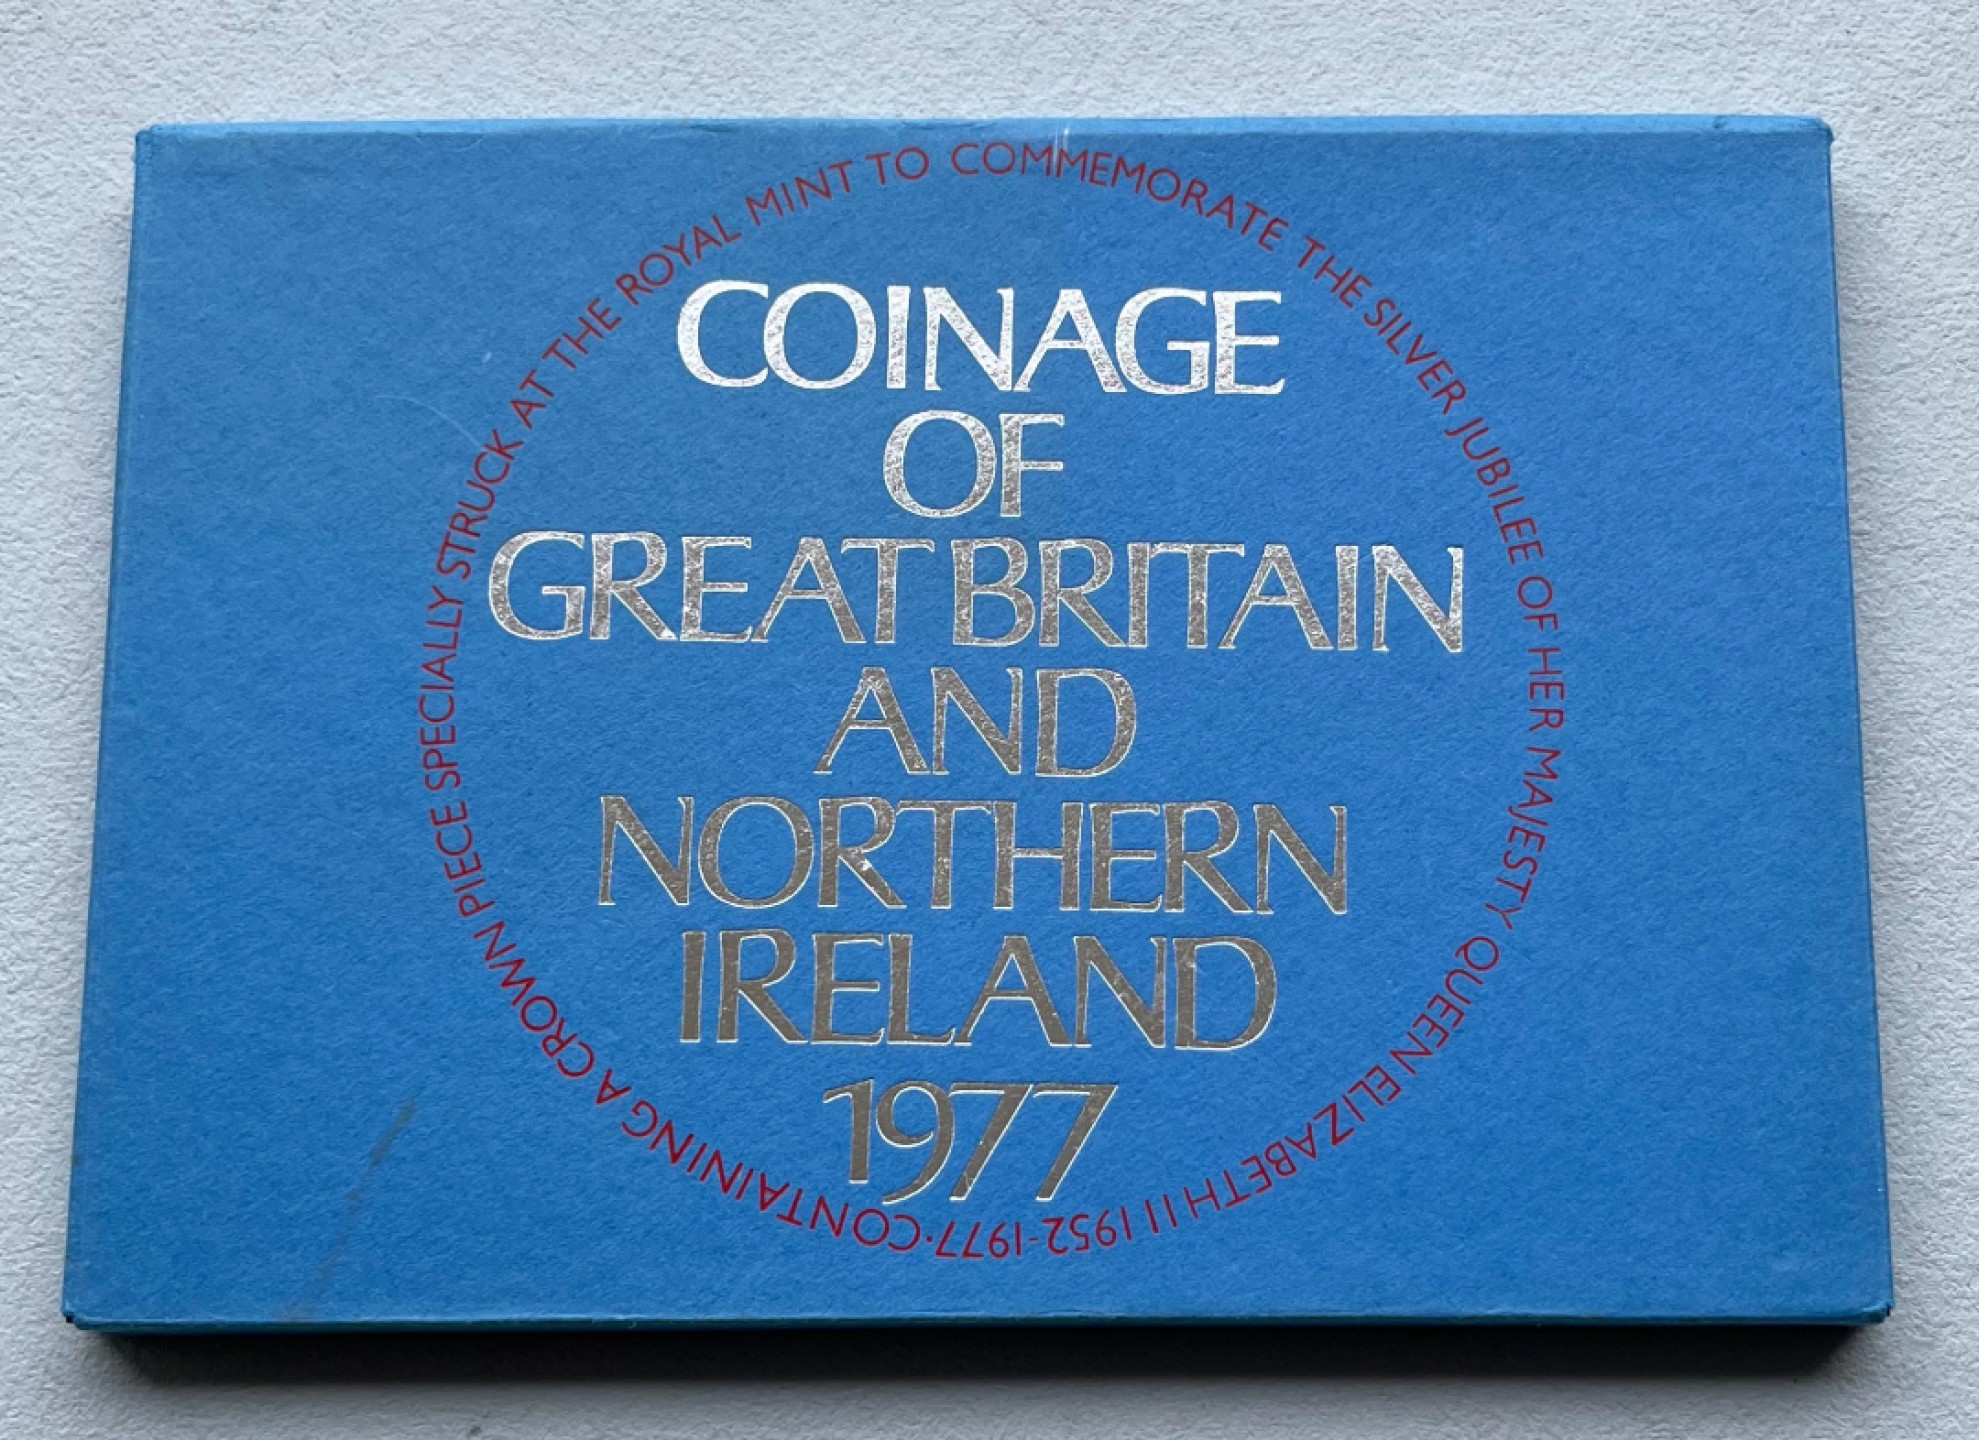 COINAGE
OF
GREAT BRITAIN
AND
NORTHERN
IRELAND
1977
CONTAINING A CROWN PIECE SPECIALLY STRUCK AT THE ROYAL MINT TO COMMEMORATE THE SILVER JUBILEE OF HER MAJESTY QUEEN ELIZABETH II 1952-1977·